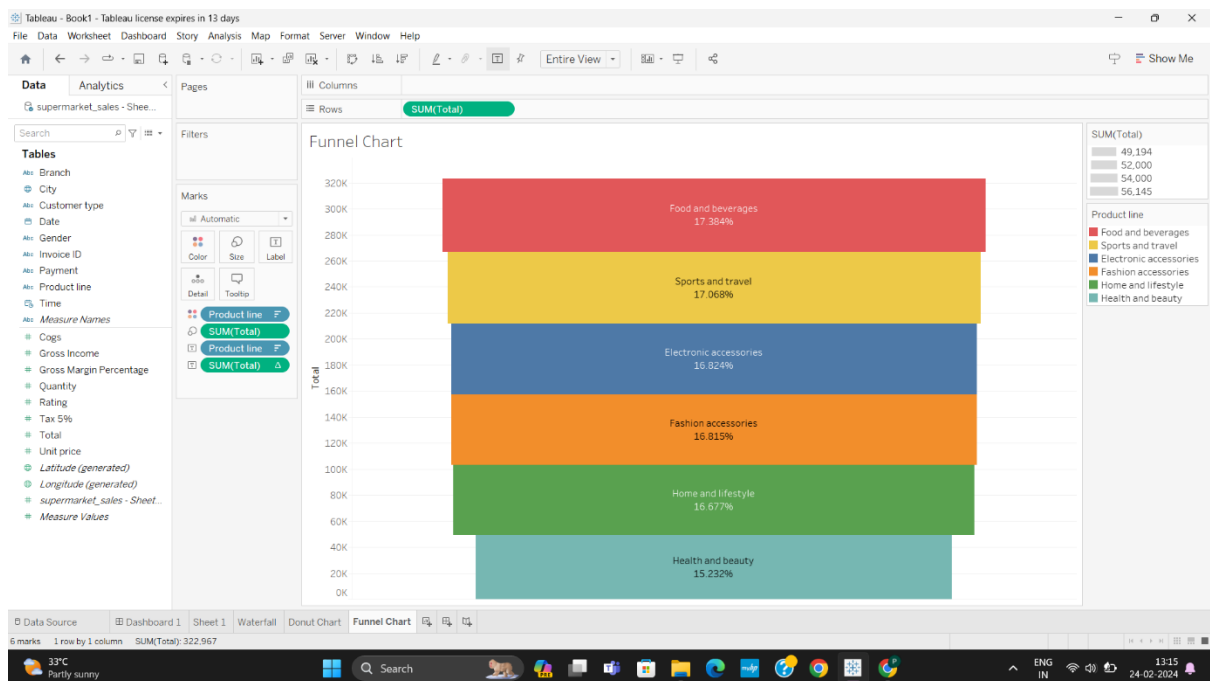 Tableau - Book1 - Tableau license expires in 13 days
File Data Worksheet Dashboard Story Analysis Map Format Server Window Help
Entire View
Show Me
Data Analytics
supermarket_sales - Shee...
Search
Tables
Abc Branch
City
Abc Customer type
Date
Abc Gender
Abc Invoice ID
Abc Payment
Abc Product line
Time
Abc Measure Names
# Cogs
# Gross Income
# Gross Margin Percentage
# Quantity
# Rating
# Tax 5%
# Total
# Unit price
Latitude (generated)
Longitude (generated)
# supermarket_sales - Sheet...
# Measure Values
Pages
Filters
Marks
Automatic
Color Size Label
Detail Tooltip
Product line
SUM(Total)
Product line
SUM(Total) Δ
Columns
Rows SUM(Total)
Funnel Chart
Total
320K
300K
280K
260K
240K
220K
200K
180K
160K
140K
120K
100K
80K
60K
40K
20K
0K
Food and beverages
17.384%
Sports and travel
17.068%
Electronic accessories
16.824%
Fashion accessories
16.815%
Home and lifestyle
16.677%
Health and beauty
15.232%
SUM(Total)
49,194
52,000
54,000
56,145
Product line
Food and beverages
Sports and travel
Electronic accessories
Fashion accessories
Home and lifestyle
Health and beauty
Data Source Dashboard 1 Sheet 1 Waterfall Donut Chart Funnel Chart
6 marks 1 row by 1 column SUM(Total): 322,967
33°C
Partly sunny
Search
PRE
ENG
IN
13:15
24-02-2024